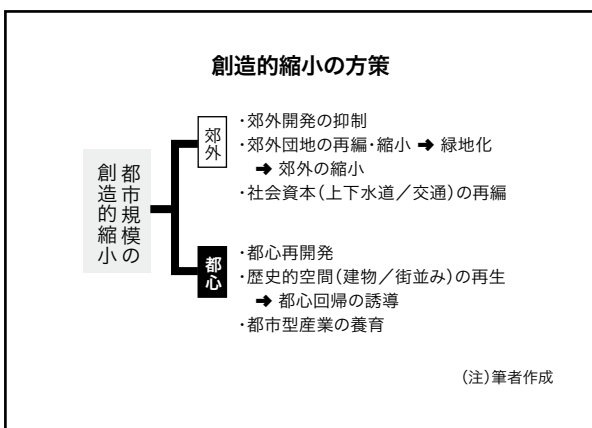 創造的縮小の方策
都市規模の
創造的縮小
郊外
・郊外開発の抑制
・郊外団地の再編・縮小 ➡ 緑地化
➡ 郊外の縮小
・社会資本(上下水道／交通)の再編
都心
・都心再開発
・歴史的空間(建物／街並み)の再生
➡ 都心回帰の誘導
・都市型産業の養育
(注)筆者作成